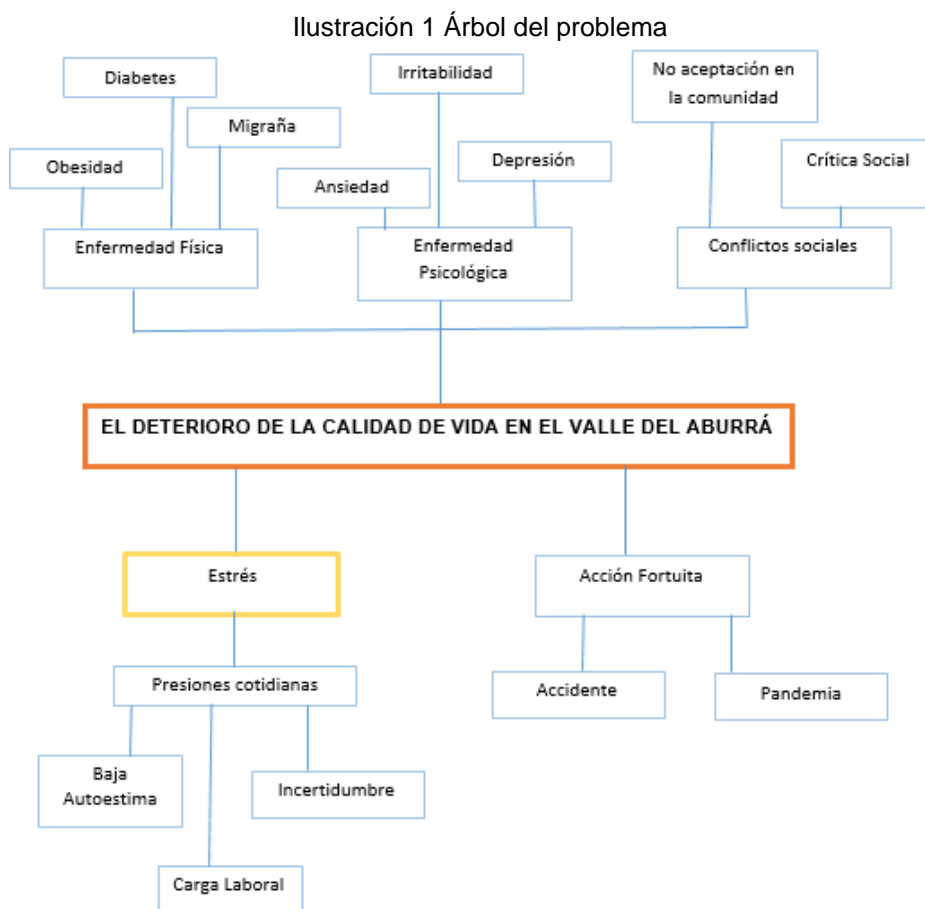 Ilustración 1 Árbol del problema
Diabetes
Irritabilidad
No aceptación en
la comunidad
Migraña
Obesidad
Ansiedad
Depresión
Crítica Social
Enfermedad Física
Enfermedad
Psicológica
Conflictos sociales
EL DETERIORO DE LA CALIDAD DE VIDA EN EL VALLE DEL ABURRÁ
Estrés
Acción Fortuita
Presiones cotidianas
Accidente
Pandemia
Baja
Autoestima
Incertidumbre
Carga Laboral